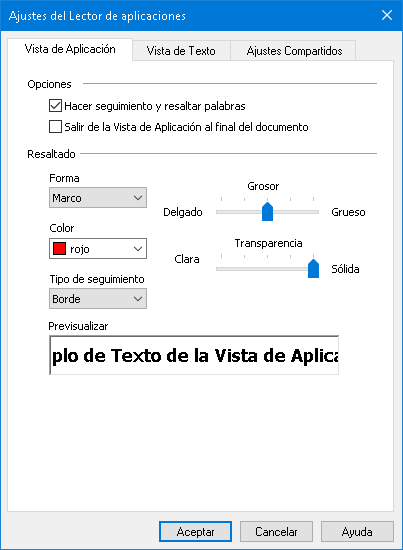 Ajustes del Lector de aplicaciones
Vista de Aplicación
Vista de Texto
Ajustes Compartidos
Opciones
Hacer seguimiento y resaltar palabras
Salir de la Vista de Aplicación al final del documento
Resaltado
Forma
Marco
Grosor
Delgado
Grueso
Color
rojo
Transparencia
Clara
Sólida
Tipo de seguimiento
Borde
Previsualizar
plo de Texto de la Vista de Aplica
Aceptar
Cancelar
Ayuda